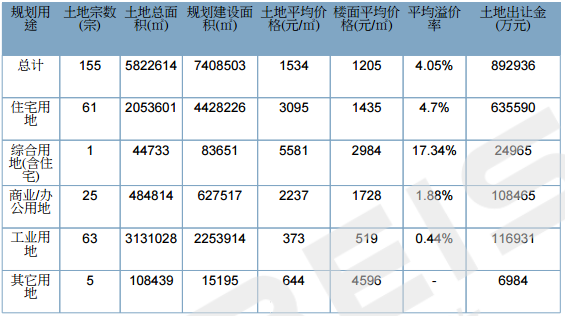 规划用途 土地宗数(宗) 土地总面积(㎡) 规划建设面积(㎡) 土地平均价格(元/㎡) 楼面平均价格(元/㎡) 平均溢价率 土地出让金(万元)
总计 155 5822614 7408503 1534 1205 4.05% 892936
住宅用地 61 2053601 4428226 3095 1435 4.7% 635590
综合用地(含住宅) 1 44733 83651 5581 2984 17.34% 24965
商业/办公用地 25 484814 627517 2237 1728 1.88% 108465
工业用地 63 3131028 2253914 373 519 0.44% 116931
其它用地 5 108439 15195 644 4596 - 6984
REIS